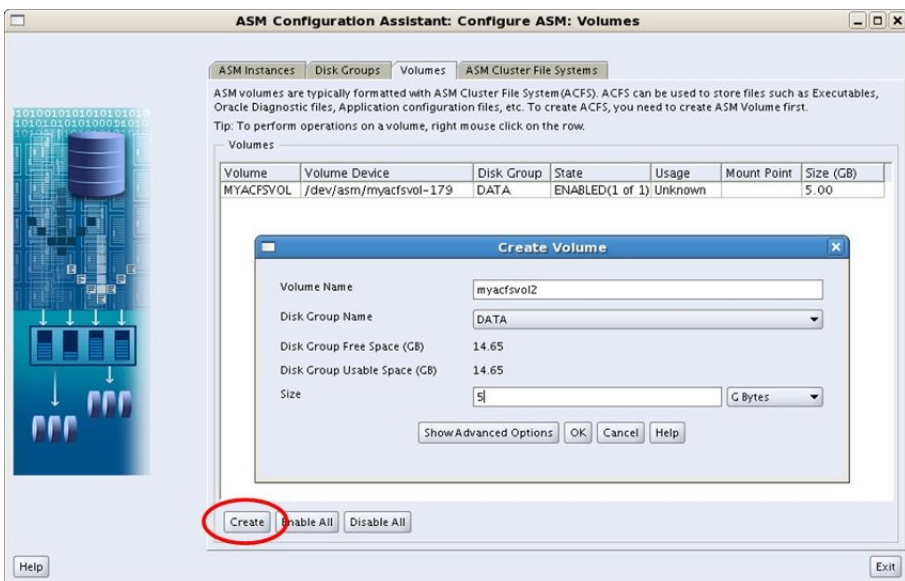 ASM Configuration Assistant: Configure ASM: Volumes
ASM Instances Disk Groups Volumes ASM Cluster File Systems
ASM volumes are typically formatted with ASM Cluster File System(ACFS). ACFS can be used to store files such as Executables,
Oracle Diagnostic files, Application configuration files, etc. To create ACFS, you need to create ASM Volume first.
Tip: To perform operations on a volume, right mouse click on the row.
Volumes
Volume Volume Device Disk Group State Usage Mount Point Size (GB)
MYACFSVOL /dev/asm/myacfsvol-179 DATA ENABLED(1 of 1) Unknown 5.00
Create Volume
Volume Name myacfsvol2
Disk Group Name DATA
Disk Group Free Space (GB) 14.65
Disk Group Usable Space (GB) 14.65
Size 5 G Bytes
Show Advanced Options OK Cancel Help
Create Enable All Disable All
Help Exit